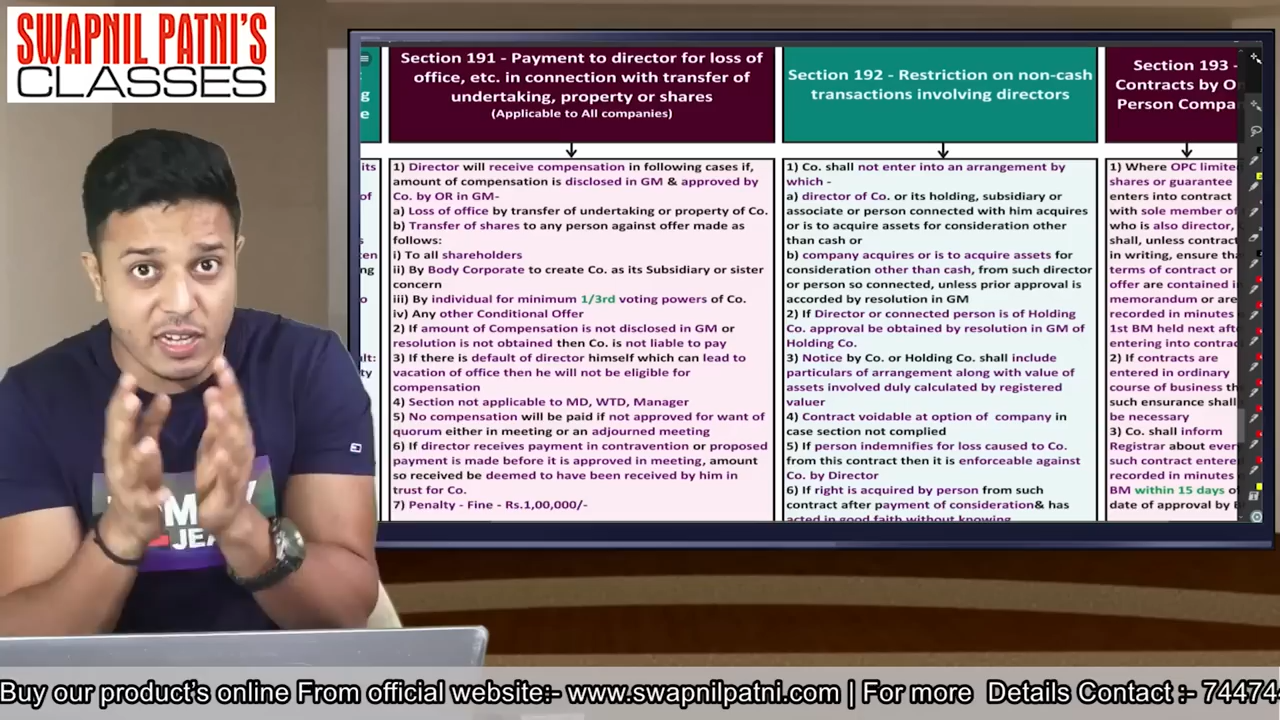 SWAPNIL PATNI'S
CLASSES
Section 191 - Payment to director for loss of
office, etc. in connection with transfer of
undertaking, property or shares
(Applicable to All companies)
1) Director will receive compensation in following cases if,
amount of compensation is disclosed in GM & approved by
Co. by OR in GM-
a) Loss of office by transfer of undertaking or property of Co.
b) Transfer of shares to any person against offer made as
follows:
i) To all shareholders
ii) By Body Corporate to create Co. as its Subsidiary or sister
concern
iii) By individual for minimum 1/3rd voting powers of Co.
iv) Any other Conditional Offer
2) If amount of Compensation is not disclosed in GM or
resolution is not obtained then Co. is not liable to pay
3) If there is default of director himself which can lead to
vacation of office then he will not be eligible for
compensation
4) Section not applicable to MD, WTD, Manager
5) No compensation will be paid if not approved for want of
quorum either in meeting or an adjourned meeting
6) If director receives payment in contravention or proposed
payment is made before it is approved in meeting, amount
so received be deemed to have been received by him in
trust for Co.
7) Penalty - Fine - Rs.1,00,000/-
Section 192 - Restriction on non-cash
transactions involving directors
1) Co. shall not enter into an arrangement by
which -
a) director of Co. or its holding, subsidiary or
associate or person connected with him acquires
or is to acquire assets for consideration other
than cash or
b) company acquires or is to acquire assets for
consideration other than cash, from such director
or person so connected, unless prior approval is
accorded by resolution in GM
2) If Director or connected person is of Holding
Co. approval be obtained by resolution in GM of
Holding Co.
3) Notice by Co. or Holding Co. shall include
particulars of arrangement along with value of
assets involved duly calculated by registered
valuer
4) Contract voidable at option of company in
case section not complied
5) If person indemnifies for loss caused to Co.
from this contract then it is enforceable against
Co. by Director
6) If right is acquired by person from such
contract after payment of consideration& has
acted in good faith without knowing
Section 193 -
Contracts by O
Person Compa
1) Where OPC limite
shares or guarantee
enters into contract
with sole member of
who is also director,
shall, unless contract
in writing, ensure tha
terms of contract or
offer are contained i
memorandum or are
recorded in minutes
1st BM held next aft
entering into contrac
2) If contracts are
entered in ordinary
course of business th
such ensurance shall
be necessary
3) Co. shall inform
Registrar about ever
such contract entere
recorded in minutes
BM within 15 days o
date of approval by
Buy our product's online From official website:- www.swapnilpatni.com | For more Details Contact :- 74474